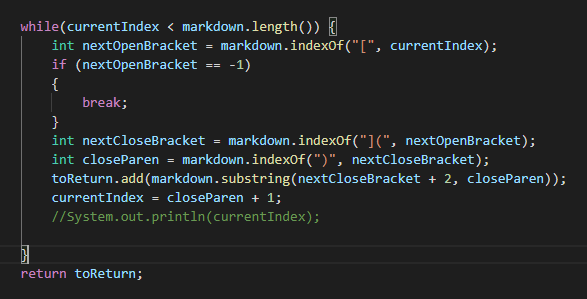 while(currentIndex < markdown.length()) {
    int nextOpenBracket = markdown.indexOf("[", currentIndex);
    if (nextOpenBracket == -1)
    {
        break;
    }
    int nextCloseBracket = markdown.indexOf("](", nextOpenBracket);
    int closeParen = markdown.indexOf(")", nextCloseBracket);
    toReturn.add(markdown.substring(nextCloseBracket + 2, closeParen));
    currentIndex = closeParen + 1;
    //System.out.println(currentIndex);
}
return toReturn;